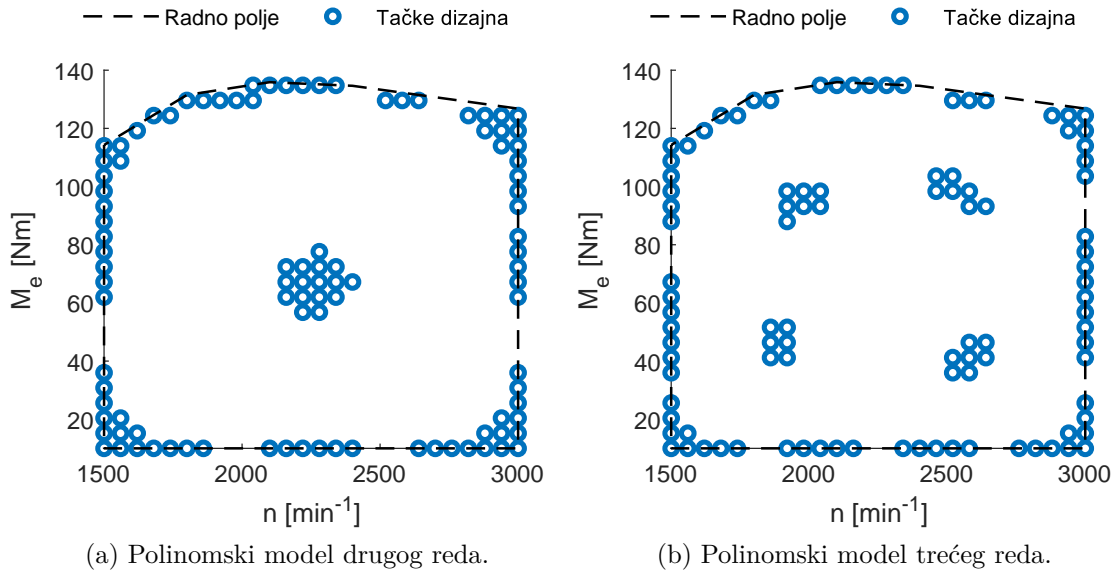 Radno polje Tačke dizajna
140
120
100
80
60
40
20
M_e [Nm]
1500 2000 2500 3000
n [min⁻¹]
(a) Polinomski model drugog reda.
Radno polje Tačke dizajna
140
120
100
80
60
40
20
M_e [Nm]
1500 2000 2500 3000
n [min⁻¹]
(b) Polinomski model trećeg reda.